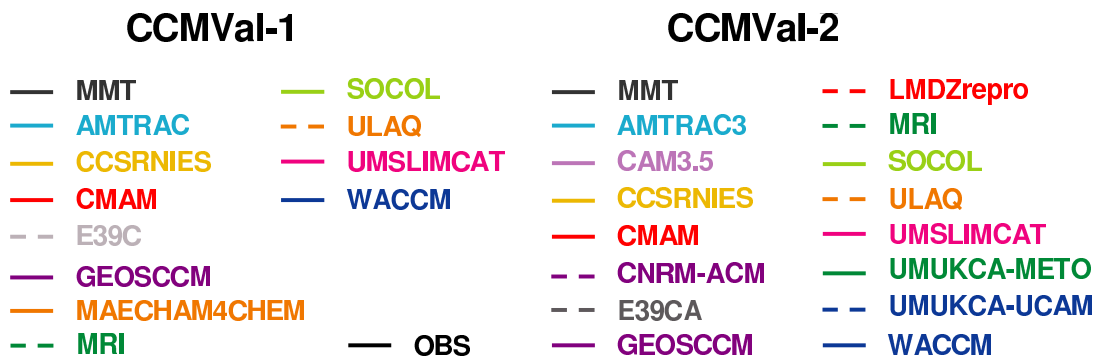 CCMVal-1
MMT
AMTRAC
CCSRNIES
CMAM
E39C
GEOSCCM
MAECHAM4CHEM
MRI
SOCOL
ULAQ
UMSLIMCAT
WACCM
OBS
CCMVal-2
MMT
AMTRAC3
CAM3.5
CCSRNIES
CMAM
CNRM-ACM
E39CA
GEOSCCM
LMDZrepro
MRI
SOCOL
ULAQ
UMSLIMCAT
UMUKCA-METO
UMUKCA-UCAM
WACCM